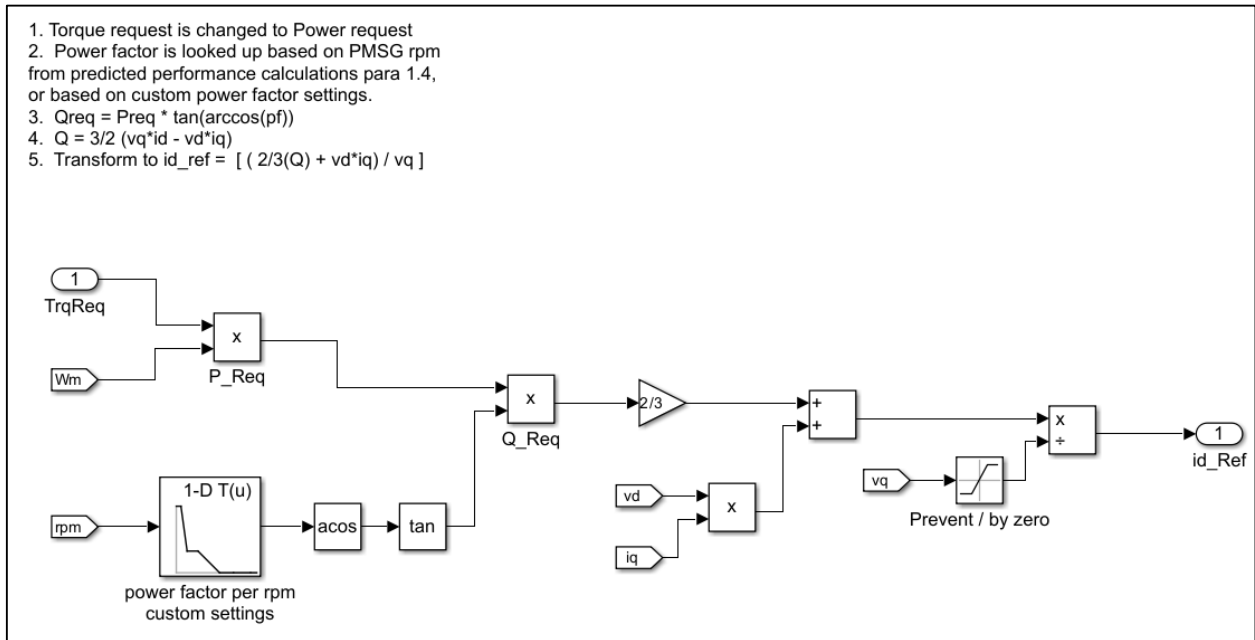 1. Torque request is changed to Power request
2.  Power factor is looked up based on PMSG rpm
from predicted performance calculations para 1.4,
or based on custom power factor settings.
3.  Qreq = Preq * tan(arccos(pf))
4.  Q = 3/2 (vq*id - vd*iq)
5.  Transform to id_ref =  [ ( 2/3(Q) + vd*iq) / vq ]
1
TrqReq
Wm
x
P_Req
rpm
1-D T(u)
power factor per rpm
custom settings
acos
tan
x
Q_Req
2/3
vd
iq
x
+
+
vq
Prevent / by zero
x
÷
1
id_Ref